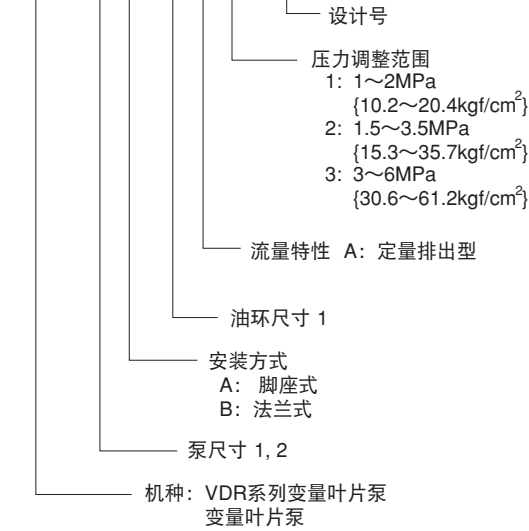 设计号
压力调整范围
1: 1～2MPa
{10.2～20.4kgf/cm²}
2: 1.5～3.5MPa
{15.3～35.7kgf/cm²}
3: 3～6MPa
{30.6～61.2kgf/cm²}
流量特性 A：定量排出型
油环尺寸 1
安装方式
A： 脚座式
B：法兰式
泵尺寸 1, 2
机种：VDR系列变量叶片泵
变量叶片泵